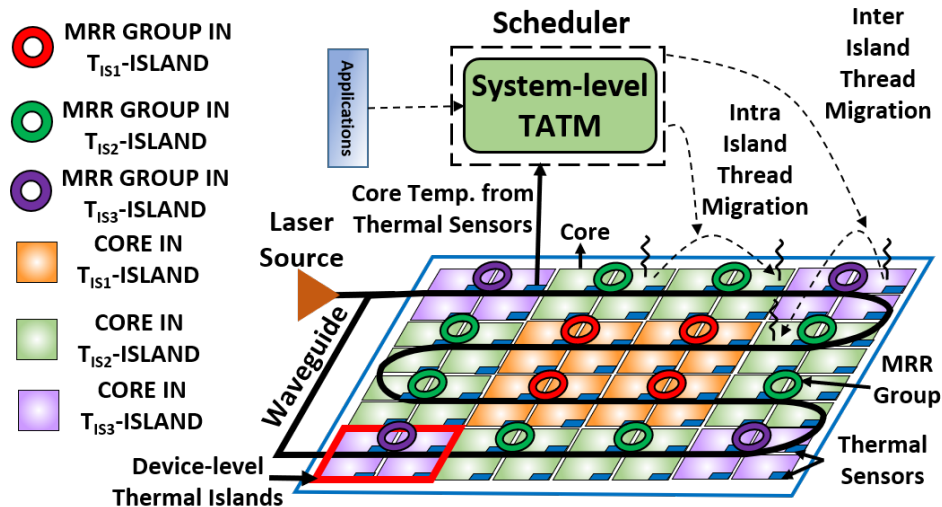 Scheduler
Inter
Island
Thread
Migration
MRR GROUP IN
TIS1-ISLAND
MRR GROUP IN
TIS2-ISLAND
MRR GROUP IN
TIS3-ISLAND
CORE IN
TIS1-ISLAND
CORE IN
TIS2-ISLAND
CORE IN
TIS3-ISLAND
Applications
System-level
TATM
Intra
Island
Thread
Migration
Core Temp. from
Thermal Sensors
Laser
Source
Core
Waveguide
MRR
Group
Device-level
Thermal Islands
Thermal
Sensors